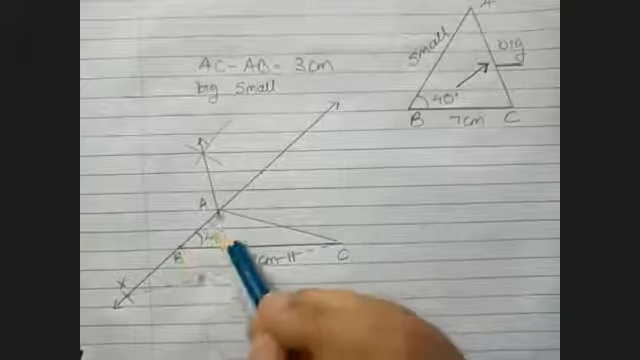 AC - AB = 3cm
big small
A
small
big
40°
B 7cm C
A
B
C
X